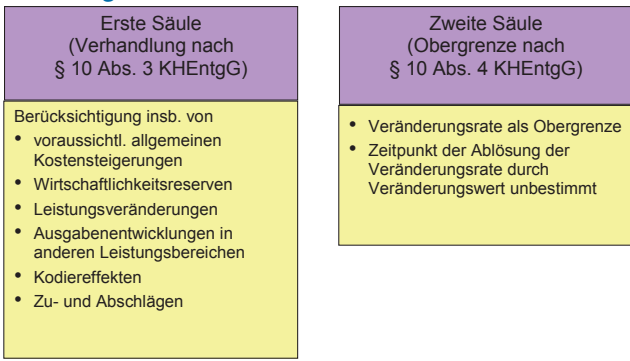 Erste Säule
(Verhandlung nach
§ 10 Abs. 3 KHEntgG)
Berücksichtigung insb. von
• voraussichtl. allgemeinen
Kostensteigerungen
• Wirtschaftlichkeitsreserven
• Leistungsveränderungen
• Ausgabenentwicklungen in
anderen Leistungsbereichen
• Kodiereffekten
• Zu- und Abschlägen
Zweite Säule
(Obergrenze nach
§ 10 Abs. 4 KHEntgG)
• Veränderungsrate als Obergrenze
• Zeitpunkt der Ablösung der
Veränderungsrate durch
Veränderungswert unbestimmt